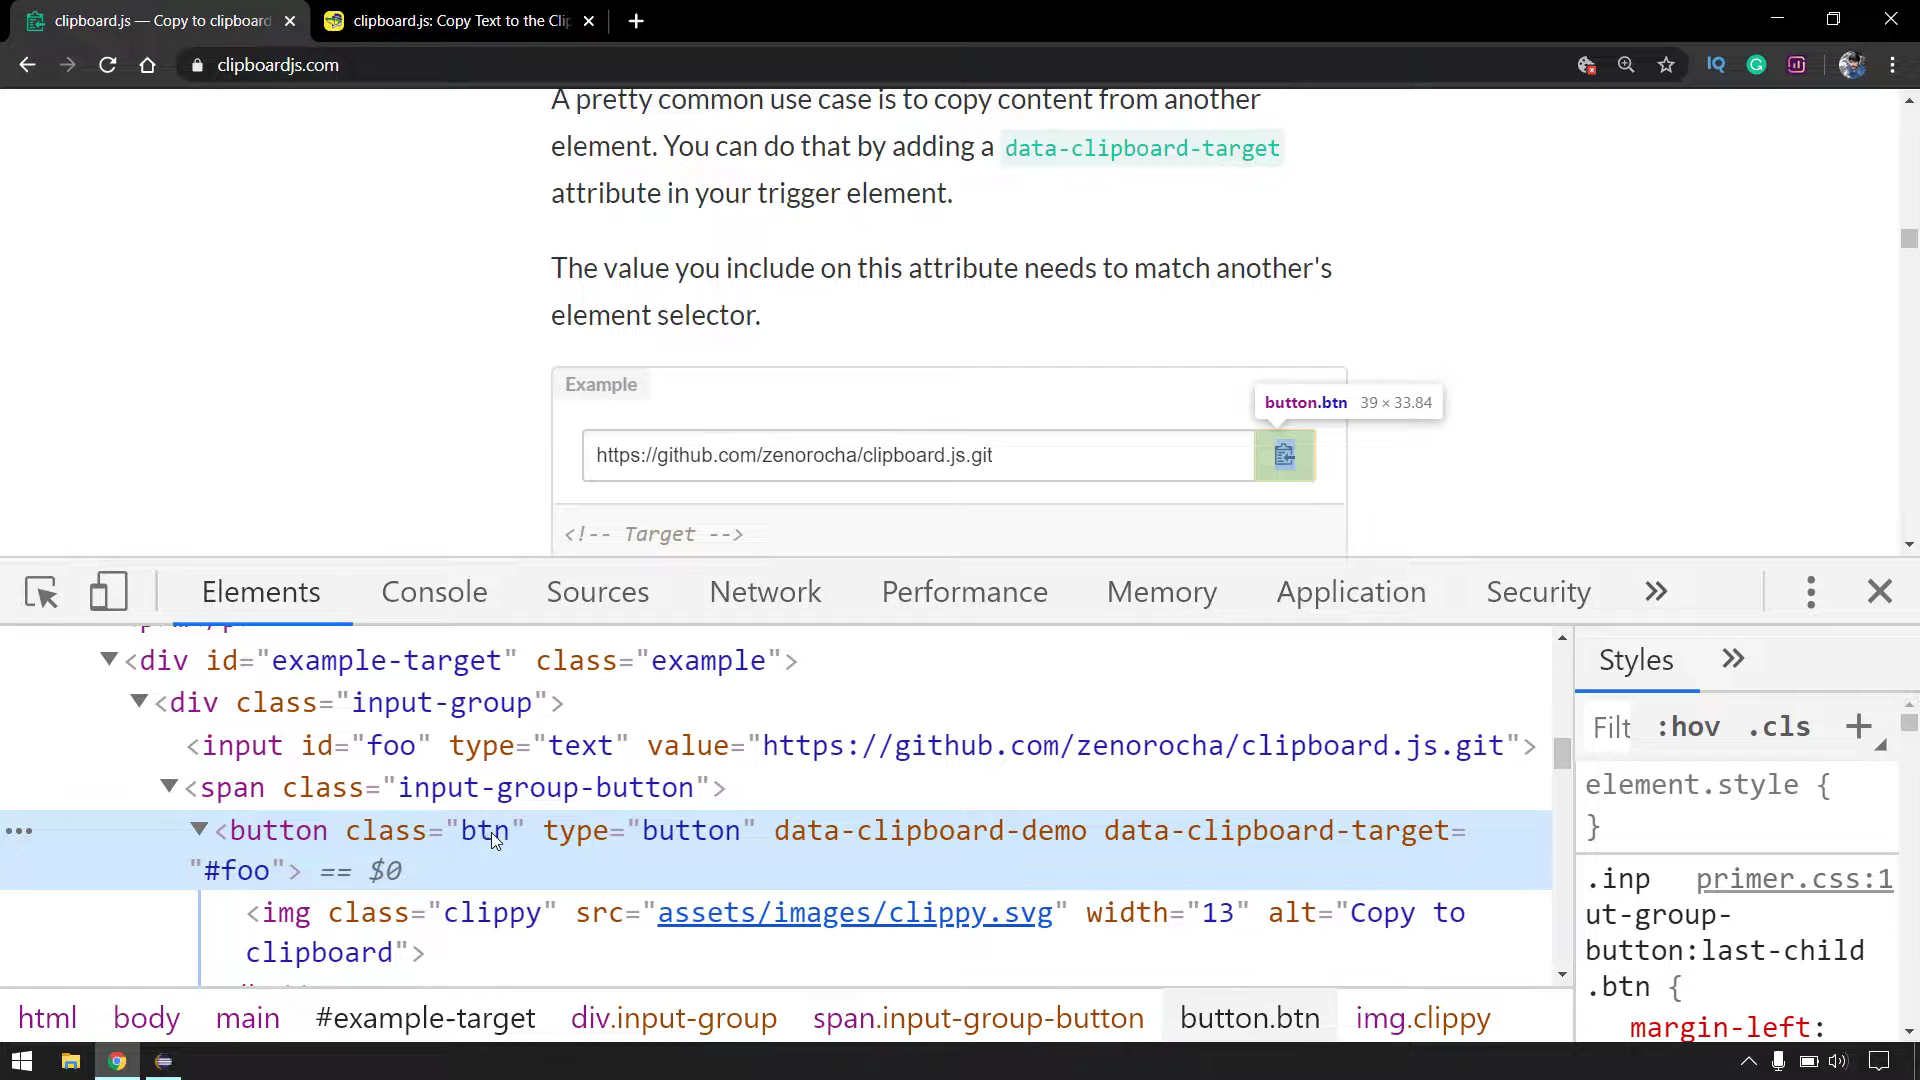 clipboard.js — Copy to clipboard
clipboard.js: Copy Text to the Clip
clipboardjs.com
IQ
A pretty common use case is to copy content from another
element. You can do that by adding a data-clipboard-target
attribute in your trigger element.
The value you include on this attribute needs to match another's
element selector.
Example
button.btn 39 × 33.84
https://github.com/zenorocha/clipboard.js.git
<!-- Target -->
Elements Console Sources Network Performance Memory Application Security
<div id="example-target" class="example">
<div class="input-group">
<input id="foo" type="text" value="https://github.com/zenorocha/clipboard.js.git">
<span class="input-group-button">
<button class="btn" type="button" data-clipboard-demo data-clipboard-target=
"#foo"> == $0
<img class="clippy" src="assets/images/clippy.svg" width="13" alt="Copy to
clipboard">
html body main #example-target div.input-group span.input-group-button button.btn img.clippy
Styles
Filt :hov .cls +
element.style {
}
.inp primer.css:1
ut-group-
button:last-child
.btn {
margin-left: